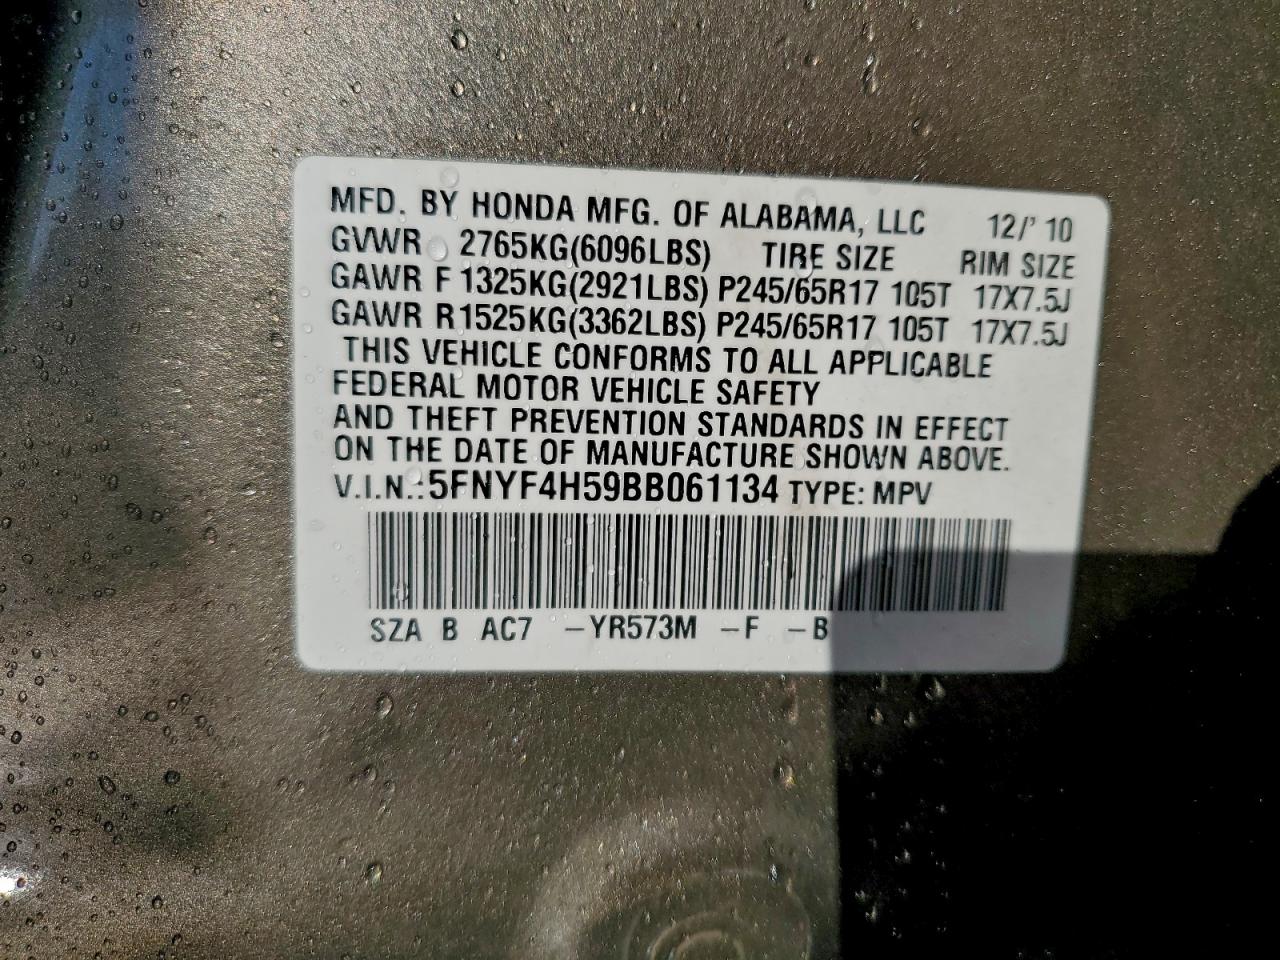 MFD. BY HONDA MFG. OF ALABAMA, LLC 12/' 10
GVWR 2765KG(6096LBS) TIRE SIZE RIM SIZE
GAWR F 1325KG(2921LBS) P245/65R17 105T 17X7.5J
GAWR R1525KG(3362LBS) P245/65R17 105T 17X7.5J
THIS VEHICLE CONFORMS TO ALL APPLICABLE
FEDERAL MOTOR VEHICLE SAFETY
AND THEFT PREVENTION STANDARDS IN EFFECT
ON THE DATE OF MANUFACTURE SHOWN ABOVE.
V.I.N.:5FNYF4H59BB061134 TYPE: MPV
SZA B AC7 -YR573M -F -B